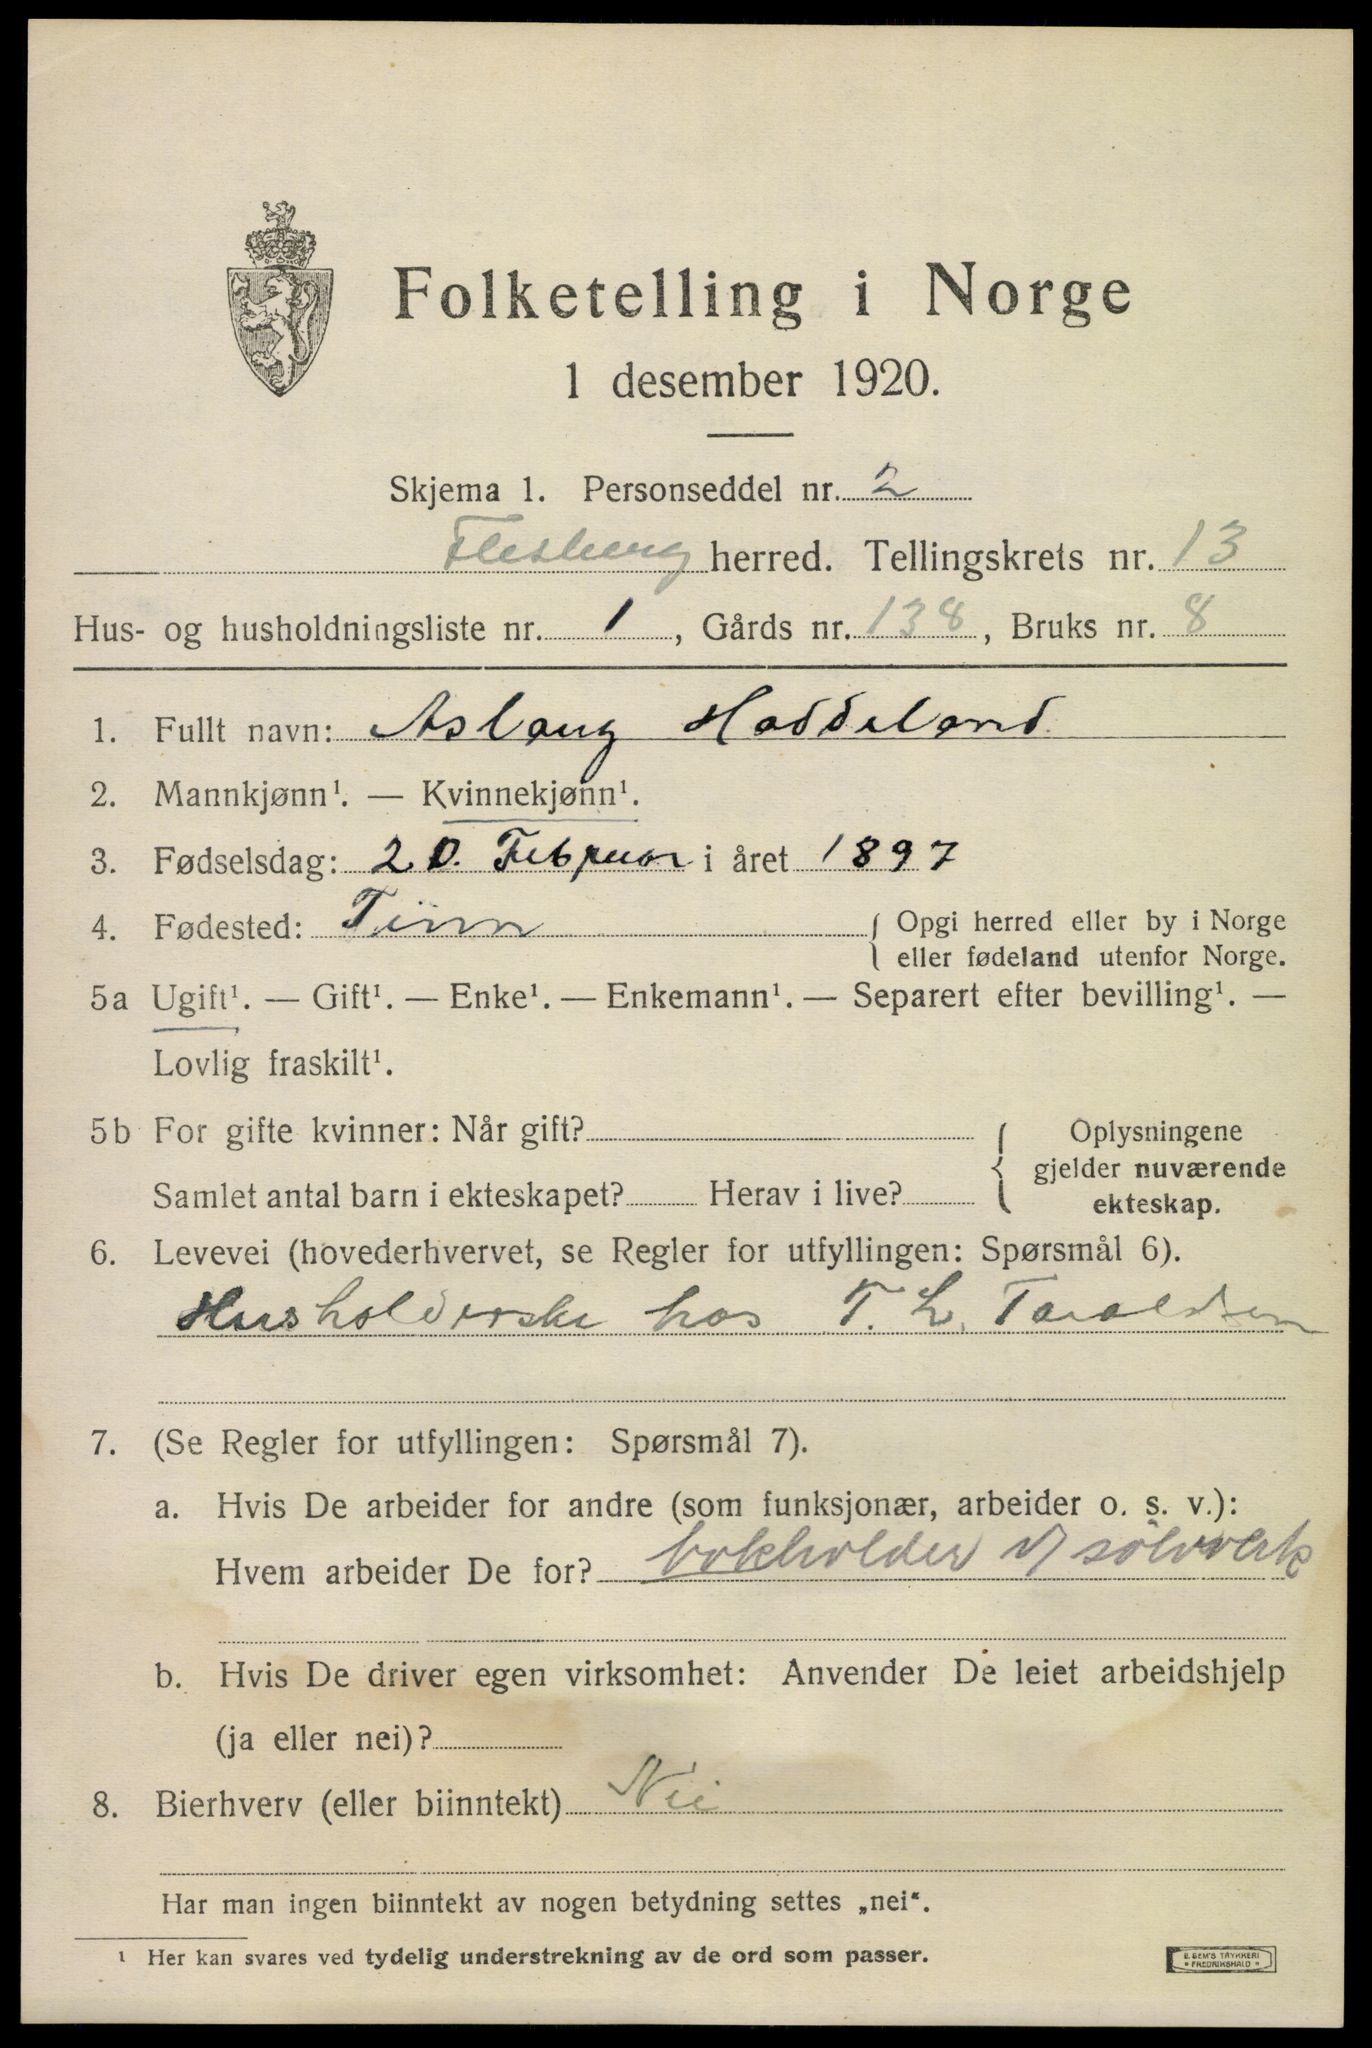 Folketelling i Norge
1 desember 1920.
Skjema 1. Personseddel nr. 2
Flesberg herred. Tellingskrets nr. 13
Hus- og husholdningsliste nr. 1, Gårds nr. 138, Bruks nr. 8
1. Fullt navn: Aslaug Haddeland
2. Mannkjønn¹. — Kvinnekjønn¹.
3. Fødselsdag: 20. Februar i året 1897
4. Fødested: Tinn { Opgi herred eller by i Norge
eller fødeland utenfor Norge.
5a Ugift¹. — Gift¹. — Enke¹. — Enkemann¹. — Separert efter bevilling¹. —
Lovlig fraskilt¹.
5b For gifte kvinner: Når gift? { Oplysningene
gjelder nuværende
Samlet antal barn i ekteskapet? Herav i live? ekteskap.
6. Levevei (hovederhvervet, se Regler for utfyllingen: Spørsmål 6).
Husholderske hos T. L. Taraldsen
7. (Se Regler for utfyllingen: Spørsmål 7).
a. Hvis De arbeider for andre (som funksjonær, arbeider o. s. v.):
Hvem arbeider De for? bokholder v/ sölvverk
b. Hvis De driver egen virksomhet: Anvender De leiet arbeidshjelp
(ja eller nei)?
8. Bierhverv (eller biinntekt) Nei
Har man ingen biinntekt av nogen betydning settes „nei“.
¹ Her kan svares ved tydelig understrekning av de ord som passer.
E. SEM'S TRYKKERI
* FREDRIKSHALD *